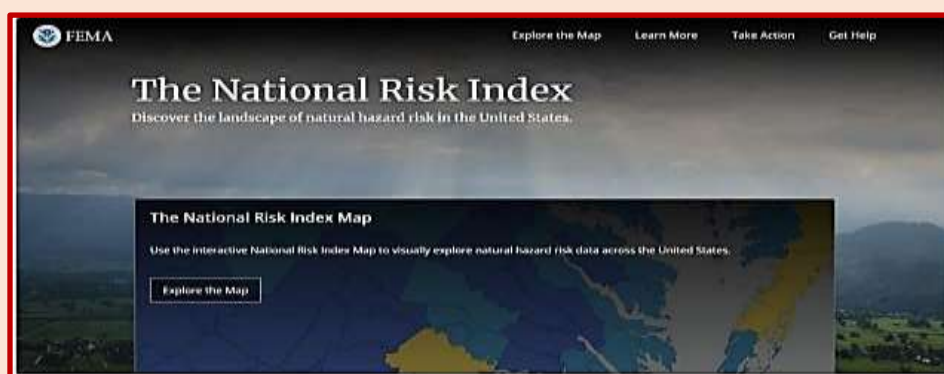 FEMA
Explore the Map Learn More Take Action Get Help
The National Risk Index
Discover the landscape of natural hazard risk in the United States.
The National Risk Index Map
Use the interactive National Risk Index Map to visually explore natural hazard risk data across the United States.
Explore the Map